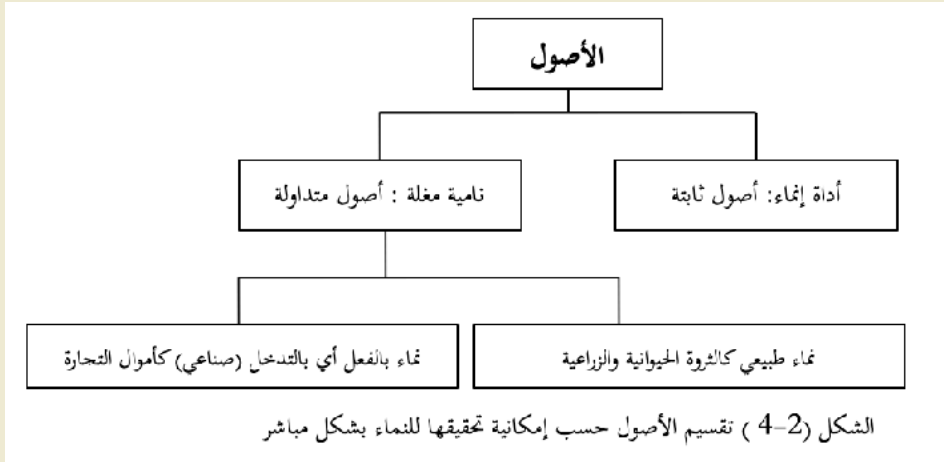 الأصول
أداة إنماء: أصول ثابتة
نامية مغلة : أصول متداولة
نماء طبيعي كالثروة الحيوانية والزراعية
نماء بالفعل أي بالتدخل (صناعي) كأموال التجارة
الشكل (2-4 ) تقسيم الأصول حسب إمكانية تحقيقها للنماء بشكل مباشر